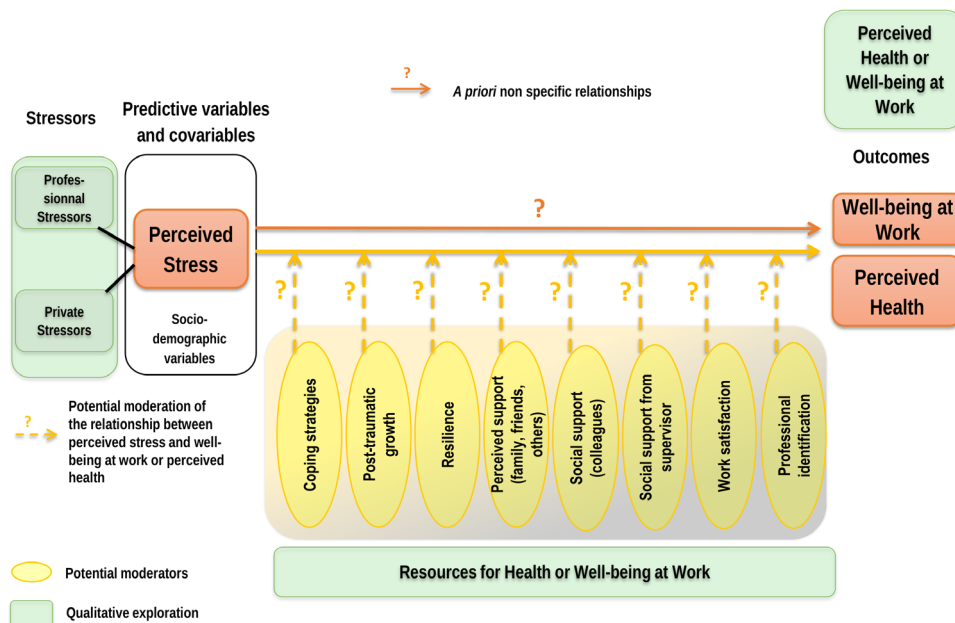 Perceived
Health or
Well-being at
Work
?
A priori non specific relationships
Predictive variables
and covariables
Stressors
Outcomes
Profes-
sionnal
Stressors
Perceived
Stress
?
Well-being at
Work
Perceived
Health
Private
Stressors
Socio-
demographic
variables
?
?
?
?
?
?
?
?
?
Potential moderation of
the relationship between
perceived stress and well-
being at work or perceived
health
Coping strategies
Post-traumatic
growth
Resilience
Perceived support
(family, friends,
others)
Social support
(colleagues)
Social support from
supervisor
Work satisfaction
Professional
identification
Resources for Health or Well-being at Work
Potential moderators
Qualitative exploration